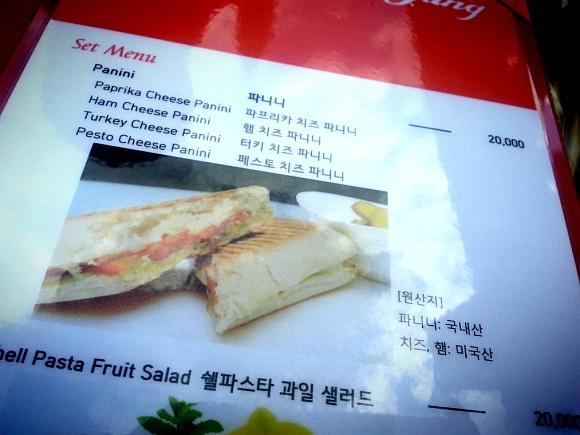 Set Menu
Panini 파니니
Paprika Cheese Panini 파프리카 치즈 파니니 20,000
Ham Cheese Panini 햄 치즈 파니니
Turkey Cheese Panini 터키 치즈 파니니
Pesto Cheese Panini 페스토 치즈 파니니
[원산지]
파니니: 국내산
치즈, 햄: 미국산
Pasta Fruit Salad 쉘파스타 과일 샐러드